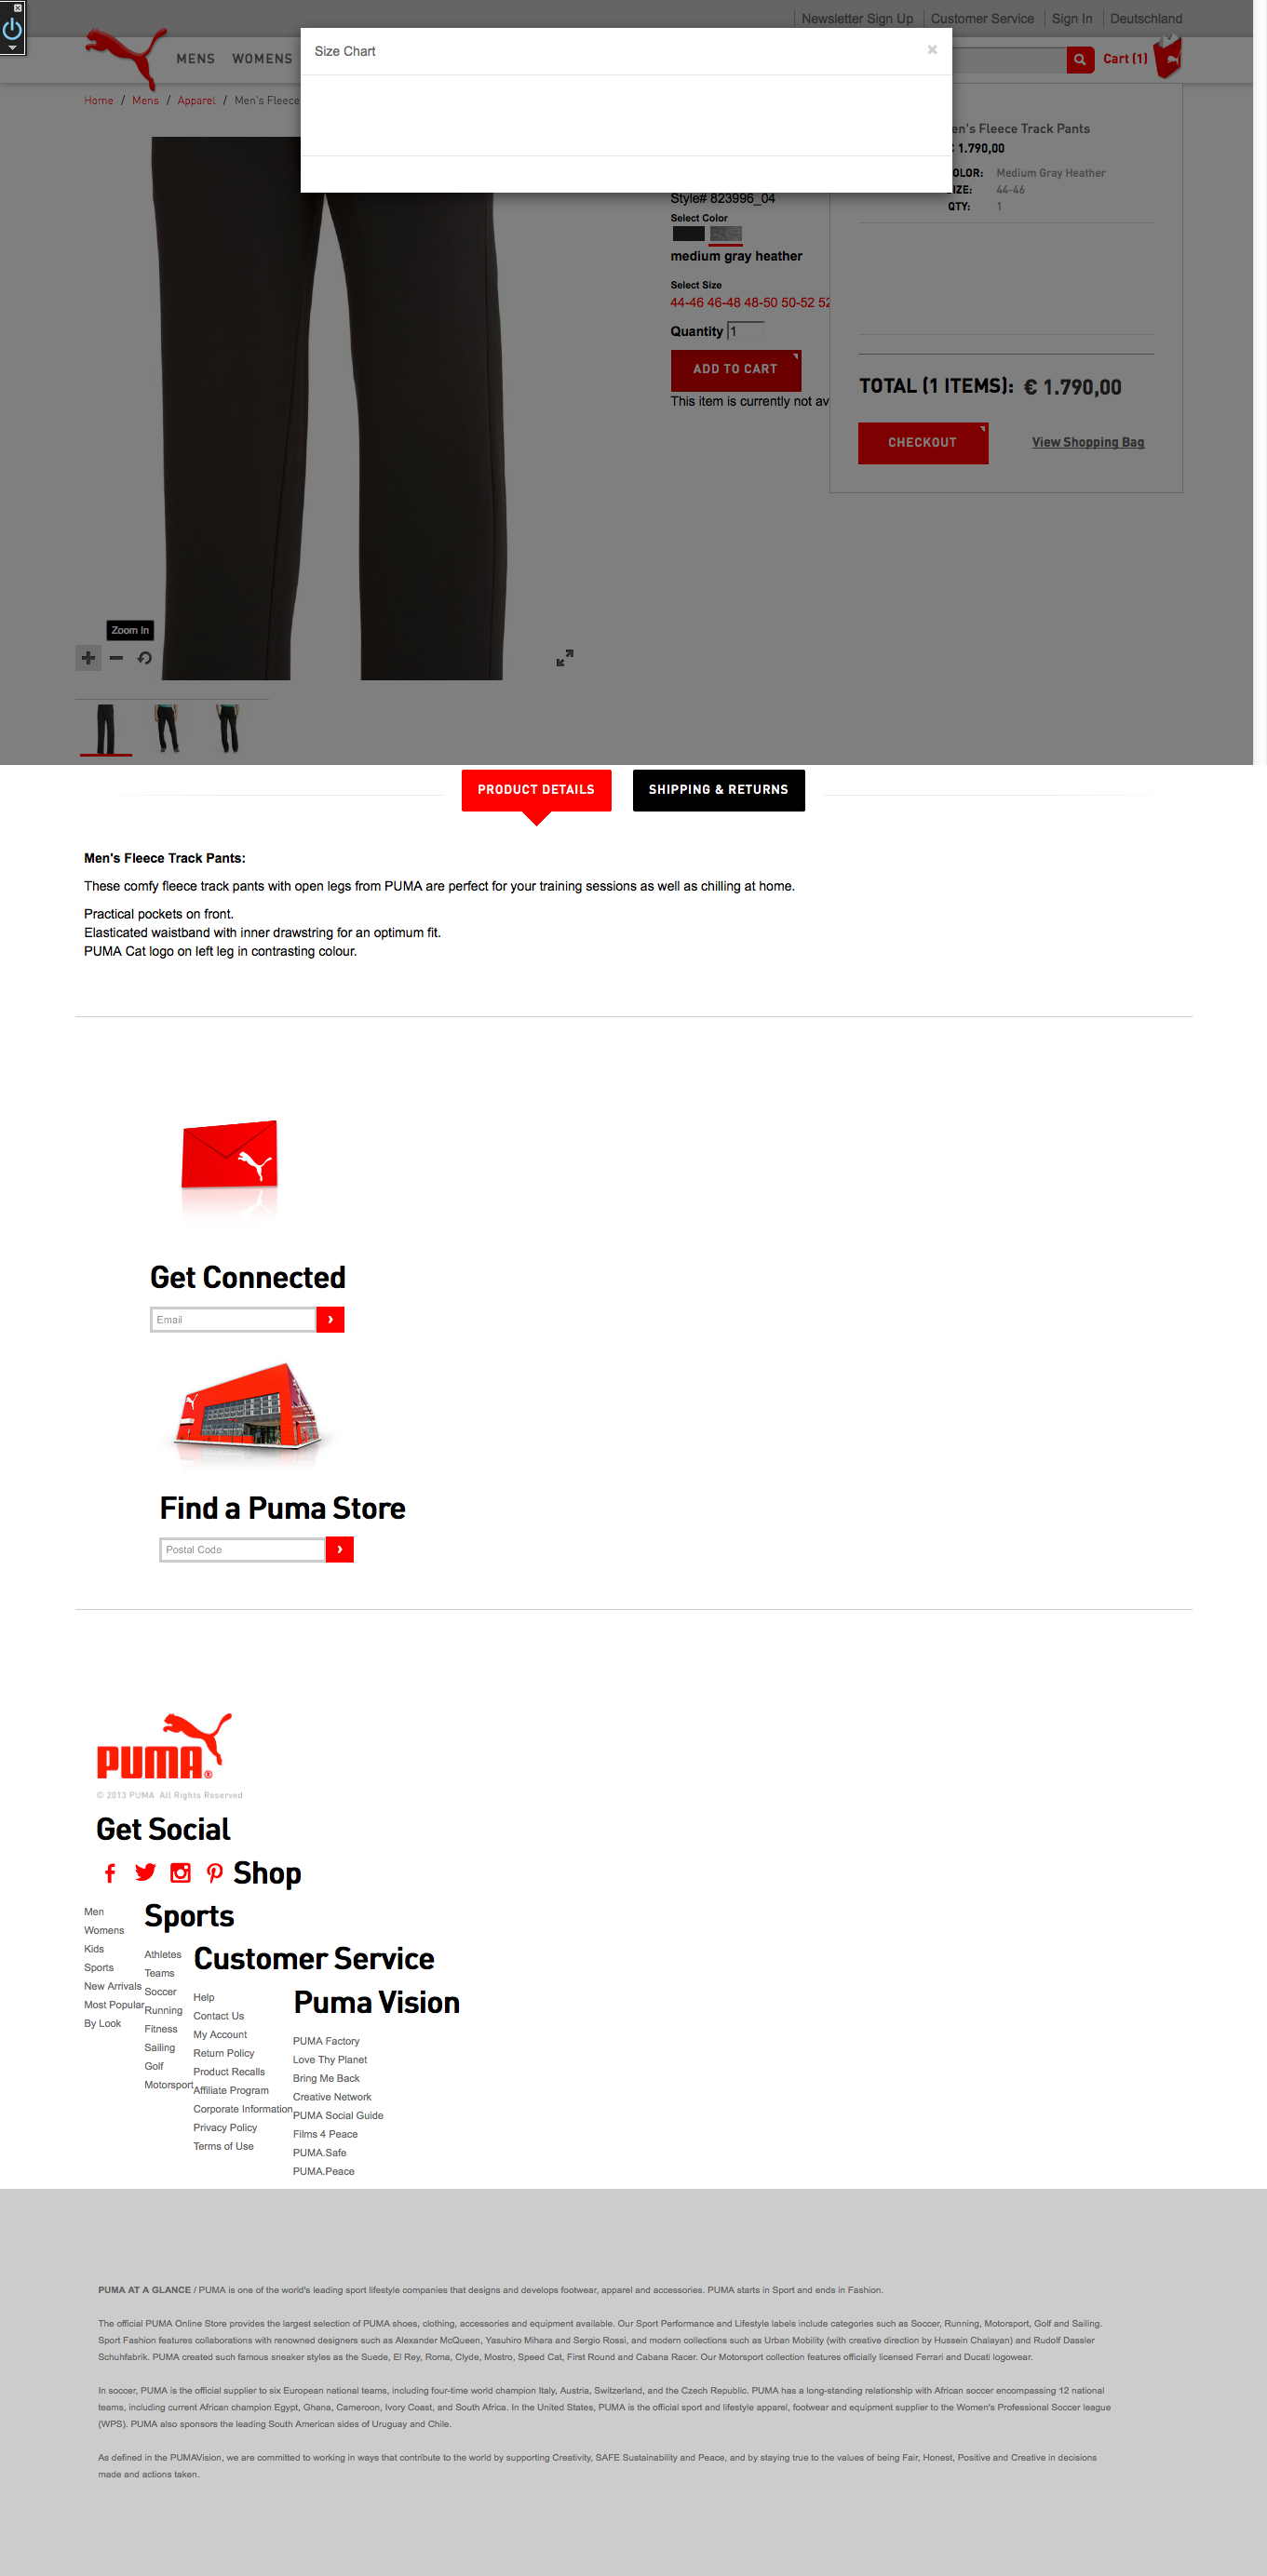 Newsletter Sign Up
Customer Service
Sign In
Deutschland
Size Chart
MENS
WOMENS
Cart (1)
Home / Mens / Apparel / Men's Fleece
en's Fleece Track Pants
€ 1.790,00
OLOR: Medium Gray Heather
IZE: 44-46
QTY: 1
Style# 823996_04
Select Color
medium gray heather
Select Size
44-46 46-48 48-50 50-52 52
Quantity 1
ADD TO CART
This item is currently not av
TOTAL (1 ITEMS): € 1.790,00
CHECKOUT
View Shopping Bag
Zoom In
PRODUCT DETAILS
SHIPPING & RETURNS
Men's Fleece Track Pants:
These comfy fleece track pants with open legs from PUMA are perfect for your training sessions as well as chilling at home.
Practical pockets on front.
Elasticated waistband with inner drawstring for an optimum fit.
PUMA Cat logo on left leg in contrasting colour.
Get Connected
Email
Find a Puma Store
Postal Code
PUMA®
© 2013 PUMA All Rights Reserved
Get Social
Shop
Men
Womens
Kids
Sports
New Arrivals
Most Popular
By Look
Sports
Athletes
Teams
Soccer
Running
Fitness
Sailing
Golf
Motorsport
Customer Service
Help
Contact Us
My Account
Return Policy
Product Recalls
Affiliate Program
Corporate Information
Privacy Policy
Terms of Use
Puma Vision
PUMA Factory
Love Thy Planet
Bring Me Back
Creative Network
PUMA Social Guide
Films 4 Peace
PUMA.Safe
PUMA.Peace
PUMA AT A GLANCE / PUMA is one of the world's leading sport lifestyle companies that designs and develops footwear, apparel and accessories. PUMA starts in Sport and ends in Fashion.
The official PUMA Online Store provides the largest selection of PUMA shoes, clothing, accessories and equipment available. Our Sport Performance and Lifestyle labels include categories such as Soccer, Running, Motorsport, Golf and Sailing.
Sport Fashion features collaborations with renowned designers such as Alexander McQueen, Yasuhiro Mihara and Sergio Rossi, and modern collections such as Urban Mobility (with creative direction by Hussein Chalayan) and Rudolf Dassler
Schuhfabrik. PUMA created such famous sneaker styles as the Suede, El Rey, Roma, Clyde, Mostro, Speed Cat, First Round and Cabana Racer. Our Motorsport collection features officially licensed Ferrari and Ducati logowear.
In soccer, PUMA is the official supplier to six European national teams, including four-time world champion Italy, Austria, Switzerland, and the Czech Republic. PUMA has a long-standing relationship with African soccer encompassing 12 national
teams, including current African champion Egypt, Ghana, Cameroon, Ivory Coast, and South Africa. In the United States, PUMA is the official sport and lifestyle apparel, footwear and equipment supplier to the Women's Professional Soccer league
(WPS). PUMA also sponsors the leading South American sides of Uruguay and Chile.
As defined in the PUMAVision, we are committed to working in ways that contribute to the world by supporting Creativity, SAFE Sustainability and Peace, and by staying true to the values of being Fair, Honest, Positive and Creative in decisions
made and actions taken.